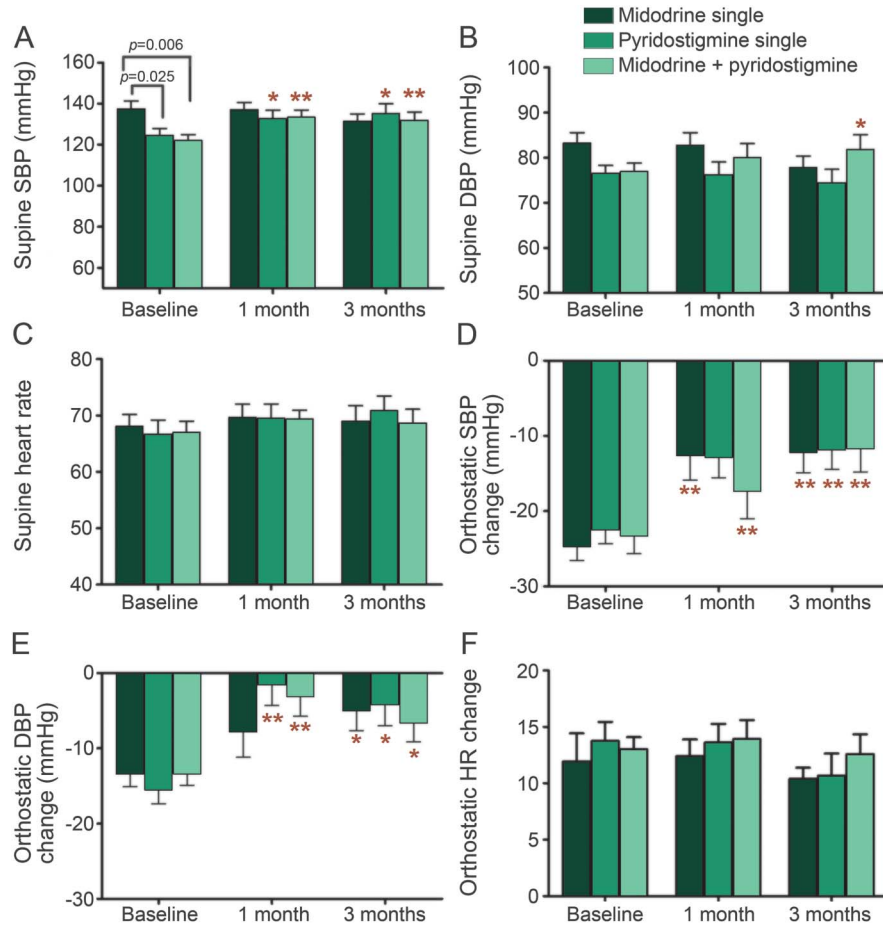 Midodrine single
Pyridostigmine single
Midodrine + pyridostigmine
A
Supine SBP (mmHg)
160
140
120
100
80
60
p=0.006
p=0.025
* **
* **
Baseline 1 month 3 months
B
Supine DBP (mmHg)
100
90
80
70
60
50
*
Baseline 1 month 3 months
C
Supine heart rate
80
70
60
50
40
Baseline 1 month 3 months
D
Orthostatic SBP
change (mmHg)
0
-10
-20
-30
** **
** ** **
Baseline 1 month 3 months
E
Orthostatic DBP
change (mmHg)
0
-10
-20
-30
** **
* * *
Baseline 1 month 3 months
F
Orthostatic HR change
20
15
10
5
0
Baseline 1 month 3 months